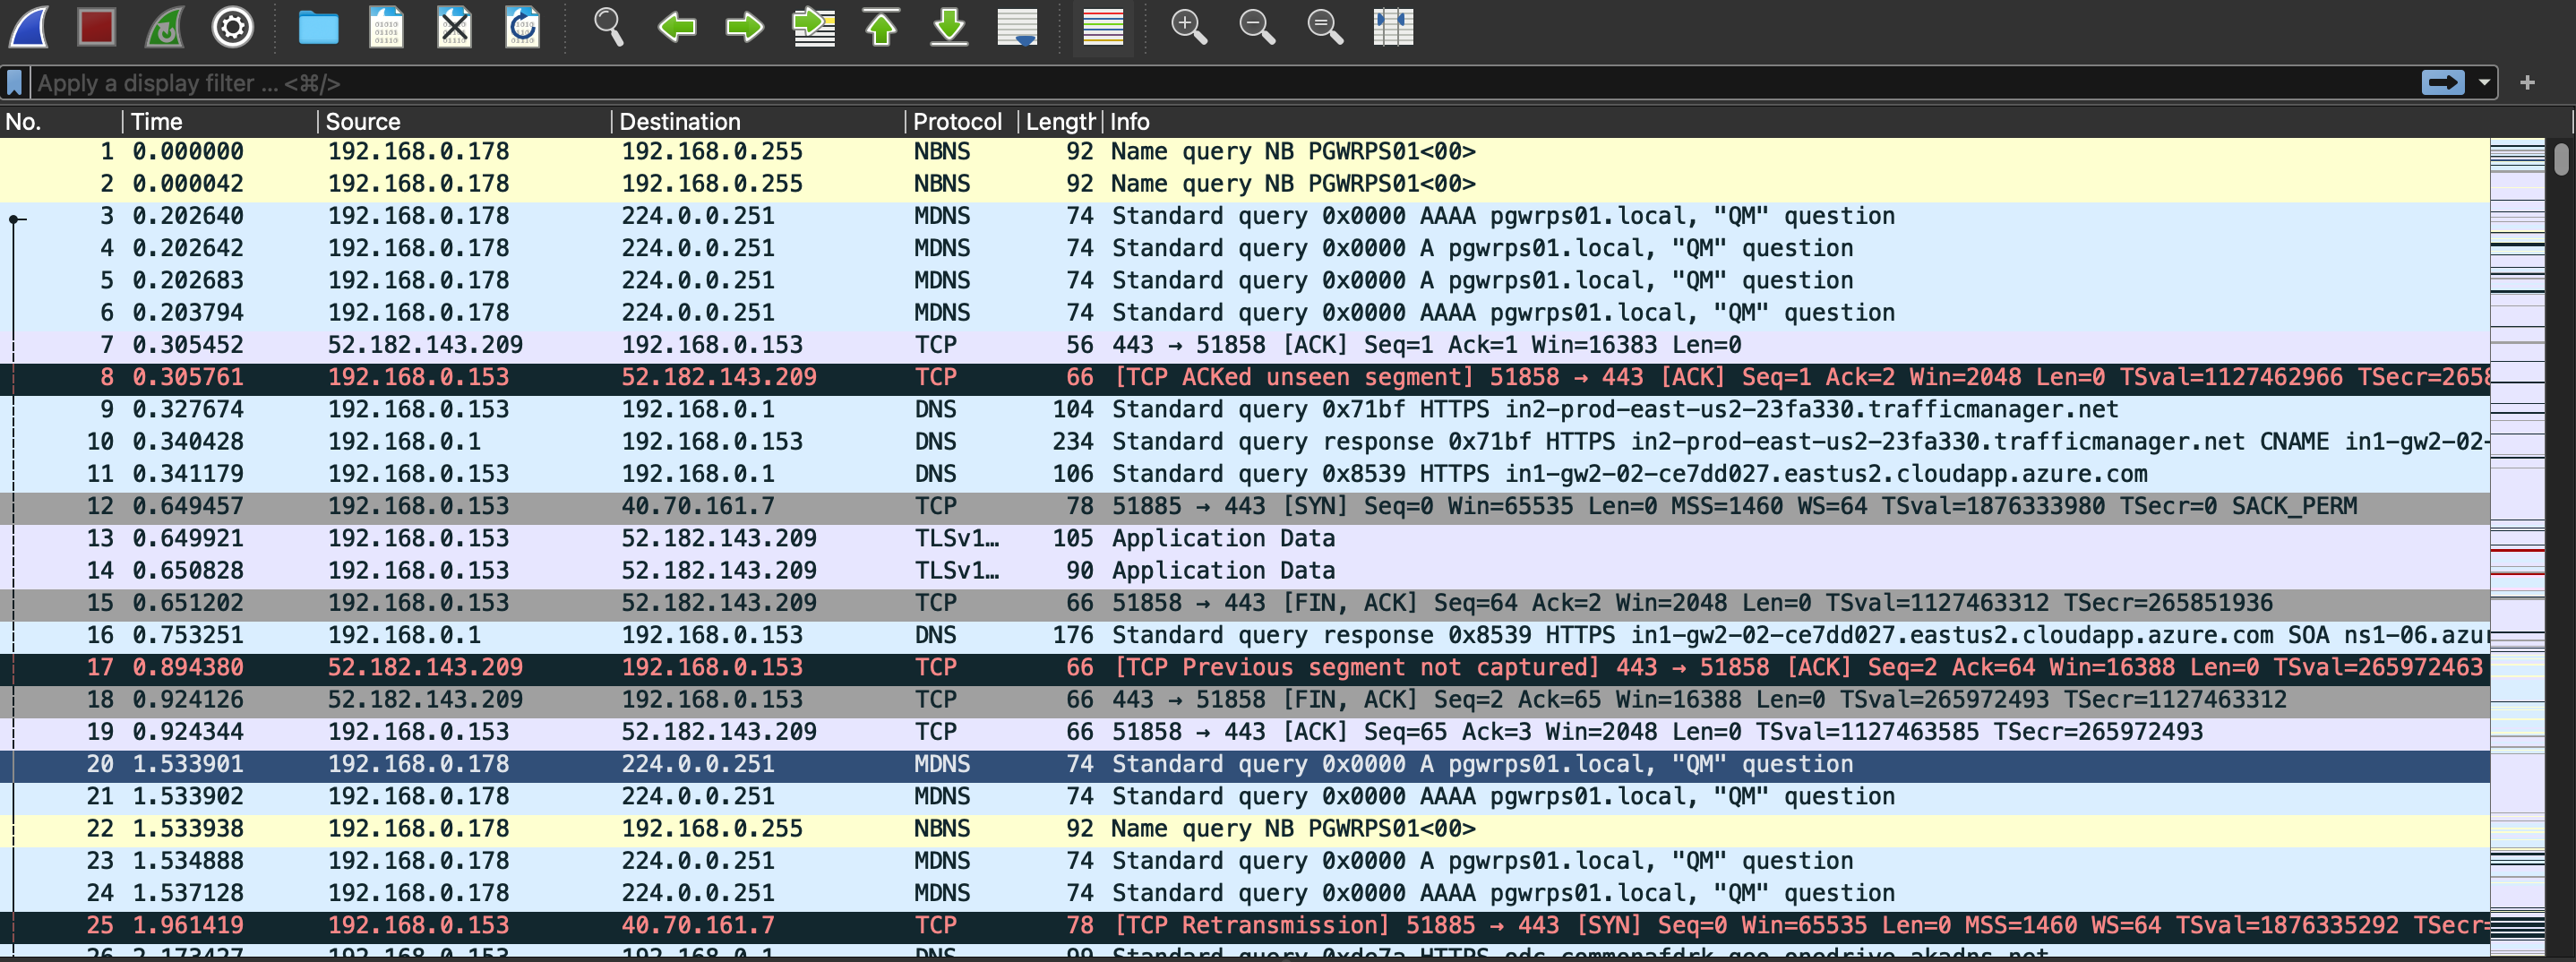 Apply a display filter ... <⌘/>
No. Time Source Destination Protocol Length Info
1 0.000000 192.168.0.178 192.168.0.255 NBNS 92 Name query NB PGWRPS01<00>
2 0.000042 192.168.0.178 192.168.0.255 NBNS 92 Name query NB PGWRPS01<00>
3 0.202640 192.168.0.178 224.0.0.251 MDNS 74 Standard query 0x0000 AAAA pgwrps01.local, "QM" question
4 0.202642 192.168.0.178 224.0.0.251 MDNS 74 Standard query 0x0000 A pgwrps01.local, "QM" question
5 0.202683 192.168.0.178 224.0.0.251 MDNS 74 Standard query 0x0000 A pgwrps01.local, "QM" question
6 0.203794 192.168.0.178 224.0.0.251 MDNS 74 Standard query 0x0000 AAAA pgwrps01.local, "QM" question
7 0.305452 52.182.143.209 192.168.0.153 TCP 56 443 → 51858 [ACK] Seq=1 Ack=1 Win=16383 Len=0
8 0.305761 192.168.0.153 52.182.143.209 TCP 66 [TCP ACKed unseen segment] 51858 → 443 [ACK] Seq=1 Ack=2 Win=2048 Len=0 TSval=1127462966 TSecr=2658
9 0.327674 192.168.0.153 192.168.0.1 DNS 104 Standard query 0x71bf HTTPS in2-prod-east-us2-23fa330.trafficmanager.net
10 0.340428 192.168.0.1 192.168.0.153 DNS 234 Standard query response 0x71bf HTTPS in2-prod-east-us2-23fa330.trafficmanager.net CNAME in1-gw2-02-
11 0.341179 192.168.0.153 192.168.0.1 DNS 106 Standard query 0x8539 HTTPS in1-gw2-02-ce7dd027.eastus2.cloudapp.azure.com
12 0.649457 192.168.0.153 40.70.161.7 TCP 78 51885 → 443 [SYN] Seq=0 Win=65535 Len=0 MSS=1460 WS=64 TSval=1876333980 TSecr=0 SACK_PERM
13 0.649921 192.168.0.153 52.182.143.209 TLSv1… 105 Application Data
14 0.650828 192.168.0.153 52.182.143.209 TLSv1… 90 Application Data
15 0.651202 192.168.0.153 52.182.143.209 TCP 66 51858 → 443 [FIN, ACK] Seq=64 Ack=2 Win=2048 Len=0 TSval=1127463312 TSecr=265851936
16 0.753251 192.168.0.1 192.168.0.153 DNS 176 Standard query response 0x8539 HTTPS in1-gw2-02-ce7dd027.eastus2.cloudapp.azure.com SOA ns1-06.azu
17 0.894380 52.182.143.209 192.168.0.153 TCP 66 [TCP Previous segment not captured] 443 → 51858 [ACK] Seq=2 Ack=64 Win=16388 Len=0 TSval=265972463
18 0.924126 52.182.143.209 192.168.0.153 TCP 66 443 → 51858 [FIN, ACK] Seq=2 Ack=65 Win=16388 Len=0 TSval=265972493 TSecr=1127463312
19 0.924344 192.168.0.153 52.182.143.209 TCP 66 51858 → 443 [ACK] Seq=65 Ack=3 Win=2048 Len=0 TSval=1127463585 TSecr=265972493
20 1.533901 192.168.0.178 224.0.0.251 MDNS 74 Standard query 0x0000 A pgwrps01.local, "QM" question
21 1.533902 192.168.0.178 224.0.0.251 MDNS 74 Standard query 0x0000 AAAA pgwrps01.local, "QM" question
22 1.533938 192.168.0.178 192.168.0.255 NBNS 92 Name query NB PGWRPS01<00>
23 1.534888 192.168.0.178 224.0.0.251 MDNS 74 Standard query 0x0000 A pgwrps01.local, "QM" question
24 1.537128 192.168.0.178 224.0.0.251 MDNS 74 Standard query 0x0000 AAAA pgwrps01.local, "QM" question
25 1.961419 192.168.0.153 40.70.161.7 TCP 78 [TCP Retransmission] 51885 → 443 [SYN] Seq=0 Win=65535 Len=0 MSS=1460 WS=64 TSval=1876335292 TSecr=
26 2.173427 192.168.0.153 192.168.0.1 DNS 99 Standard query HTTPS